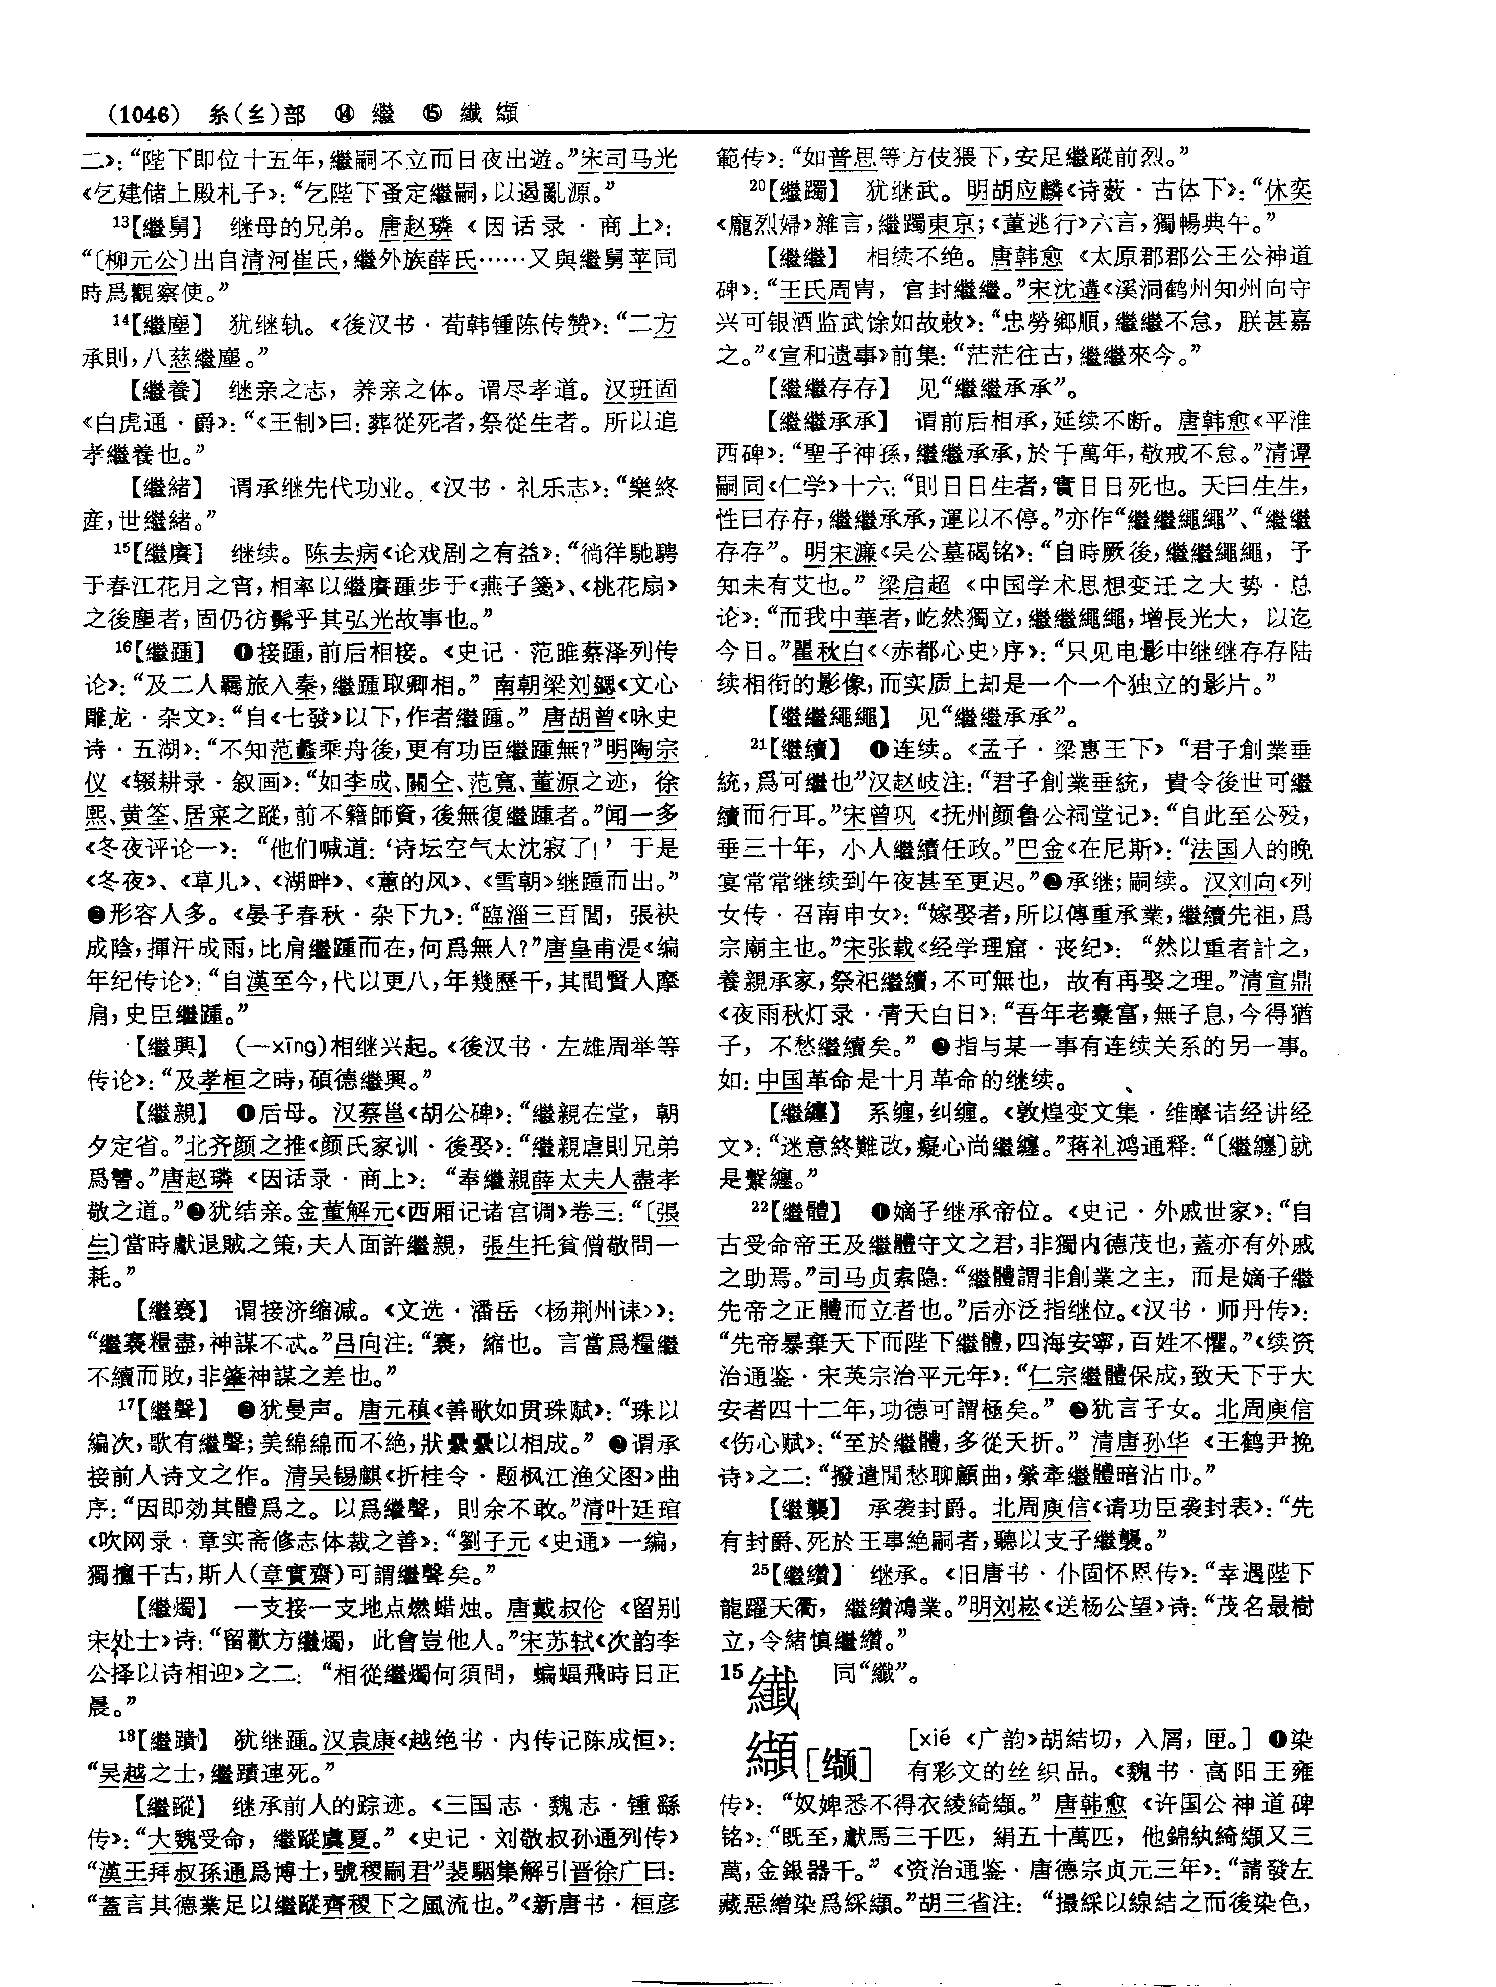 (1046) 糸(纟)部 ⑭ 繼 ⑮ 纎 纈
二》：“陛下即位十五年，繼嗣不立而日夜出遊。”宋司马光
《乞建储上殿札子》：“乞陛下蚤定繼嗣，以遏亂源。”
13【繼舅】 继母的兄弟。唐赵璘《因话录·商上》：
“〔柳元公〕出自清河崔氏，繼外族薛氏……又與繼舅苹同
時爲觀察使。”
14【繼塵】 犹继轨。《後汉书·荀韩锺陈传赞》：“二方
承則，八慈繼塵。”
【繼養】 继亲之志，养亲之体。谓尽孝道。汉班固
《白虎通·爵》：“《王制》曰：葬從死者，祭從生者。所以追
孝繼養也。”
【繼緒】 谓承继先代功业。《汉书·礼乐志》：“樂終
産，世繼緒。”
15【繼賡】 继续。陈去病《论戏剧之有益》：“徜徉馳騁
于春江花月之宵，相率以繼賡踵步于《燕子箋》、《桃花扇》
之後塵者，固仍彷髴乎其弘光故事也。”
16【繼踵】 ❶接踵，前后相接。《史记·范雎蔡泽列传
论》：“及二人羈旅入秦，繼踵取卿相。”南朝梁刘勰《文心
雕龙·杂文》：“自《七發》以下，作者繼踵。”唐胡曾《咏史
诗·五湖》：“不知范蠡乘舟後，更有功臣繼踵無？”明陶宗
仪《辍耕录·叙画》：“如李成、關仝、范寬、董源之迹，徐
熙、黄筌、居寀之蹤，前不籍師資，後無復繼踵者。”闻一多
《冬夜评论一》：“他们喊道：‘诗坛空气太沈寂了！’于是
《冬夜》、《草儿》、《湖畔》、《蕙的风》、《雪朝》继踵而出。”
❷形容人多。《晏子春秋·杂下九》：“臨淄三百閭，張袂
成陰，揮汗成雨，比肩繼踵而在，何爲無人？”唐皇甫湜《编
年纪传论》：“自漢至今，代以更八，年幾歷千，其間賢人摩
肩，史臣繼踵。”
【繼興】 （—xīng）相继兴起。《後汉书·左雄周举等
传论》：“及孝桓之時，碩德繼興。”
【繼親】 ❶后母。汉蔡邕《胡公碑》：“繼親在堂，朝
夕定省。”北齐颜之推《颜氏家训·後娶》：“繼親虐則兄弟
爲讐。”唐赵璘《因话录·商上》：“奉繼親薛太夫人盡孝
敬之道。”❷犹结亲。金董解元《西厢记诸宫调》卷三：“〔張
生〕當時獻退賊之策，夫人面許繼親，張生托貧僧敬問一
耗。”
【繼褰】 谓接济缩减。《文选·潘岳〈杨荆州诔〉》：
“繼褰糧盡，神謀不忒。”吕向注：“褰，縮也。言當爲糧繼
不續而敗，非肇神謀之差也。”
17【繼聲】 ❶犹曼声。唐元稹《善歌如贯珠赋》：“珠以
編次，歌有繼聲；美綿綿而不絶，狀纍纍以相成。”❷谓承
接前人诗文之作。清吴锡麒《折桂令·题枫江渔父图》曲
序：“因即効其體爲之。以爲繼聲，則余不敢。”清叶廷琯
《吹网录·章实斋修志体裁之善》：“劉子元《史通》一编，
獨擅千古，斯人（章實齋）可謂繼聲矣。”
【繼燭】 一支接一支地点燃蜡烛。唐戴叔伦《留别
宋处士》诗：“留歡方繼燭，此會豈他人。”宋苏轼《次韵李
公择以诗相迎》之二：“相從繼燭何須問，蝙蝠飛時日正
晨。”
18【繼蹟】 犹继踵。汉袁康《越绝书·内传记陈成恒》：
“吴越之士，繼蹟連死。”
【繼蹤】 继承前人的踪迹。《三国志·魏志·锺繇
传》：“大魏受命，繼蹤虞夏。”《史记·刘敬叔孙通列传》
“漢王拜叔孫通爲博士，號稷嗣君”裴駰集解引晋徐广曰：
“蓋言其德業足以繼蹤齊稷下之風流也。”《新唐书·桓彦
範传》：“如普思等方伎猥下，安足繼蹤前烈。”
20【繼躅】 犹继武。明胡应麟《诗薮·古体下》：“休奕
《龐烈婦》雜言，繼躅東京；《董逃行》六言，獨暢典午。”
【繼繼】 相续不绝。唐韩愈《太原郡郡公王公神道
碑》：“王氏周胄，官封繼繼。”宋沈遘《溪洞鹤州知州向守
兴可银酒监武馀如故敕》：“忠勞鄉順，繼繼不怠，朕甚嘉
之。”《宣和遗事》前集：“茫茫往古，繼繼來今。”
【繼繼存存】 见“繼繼承承”。
【繼繼承承】 谓前后相承，延续不断。唐韩愈《平淮
西碑》：“聖子神孫，繼繼承承，於千萬年，敬戒不怠。”清谭
嗣同《仁学》十六：“則日日生者，實日日死也。天曰生生，
性曰存存，繼繼承承，運以不停。”亦作“繼繼繩繩”、“繼繼
存存”。明宋濂《吴公墓碣铭》：“自時厥後，繼繼繩繩，予
知未有艾也。”梁启超《中国学术思想变迁之大势·总
论》：“而我中華者，屹然獨立，繼繼繩繩，增長光大，以迄
今日。”瞿秋白《〈赤都心史〉序》：“只见电影中继继存存陆
续相衔的影像，而实质上却是一个一个独立的影片。”
【繼繼繩繩】 见“繼繼承承”。
21【繼續】 ❶连续。《孟子·梁惠王下》“君子創業垂
統，爲可繼也”汉赵岐注：“君子創業垂統，貴令後世可繼
續而行耳。”宋曾巩《抚州颜鲁公祠堂记》：“自此至公殁，
垂三十年，小人繼續任政。”巴金《在尼斯》：“法国人的晚
宴常常继续到午夜甚至更迟。”❷承继；嗣续。汉刘向《列
女传·召南申女》：“嫁娶者，所以傳重承業，繼續先祖，爲
宗廟主也。”宋张载《经学理窟·丧纪》：“然以重者計之，
養親承家，祭祀繼續，不可無也，故有再娶之理。”清宣鼎
《夜雨秋灯录·青天白日》：“吾年老橐富，無子息，今得猶
子，不愁繼續矣。”❸指与某一事有连续关系的另一事。
如：中国革命是十月革命的继续。
【繼纏】 系缠，纠缠。《敦煌变文集·维摩诘经讲经
文》：“迷意終難改，癡心尚繼纏。”蒋礼鸿通释：“〔繼纏〕就
是繫纏。”
22【繼體】 ❶嫡子继承帝位。《史记·外戚世家》：“自
古受命帝王及繼體守文之君，非獨内德茂也，蓋亦有外戚
之助焉。”司马贞索隐：“繼體謂非創業之主，而是嫡子繼
先帝之正體而立者也。”后亦泛指继位。《汉书·师丹传》：
“先帝暴棄天下而陛下繼體，四海安寧，百姓不懼。”《续资
治通鉴·宋英宗治平元年》：“仁宗繼體保成，致天下于大
安者四十二年，功德可謂極矣。”❷犹言子女。北周庾信
《伤心赋》：“至於繼體，多從夭折。”清唐孙华《王鹤尹挽
诗》之二：“撥遣閒愁聊顧曲，縈牽繼體暗沾巾。”
【繼襲】 承袭封爵。北周庾信《请功臣袭封表》：“先
有封爵、死於王事絶嗣者，聽以支子繼襲。”
25【繼纘】 继承。《旧唐书·仆固怀恩传》：“幸遇陛下
龍躍天衢，繼纘鴻業。”明刘崧《送杨公望》诗：“茂名最樹
立，令緒慎繼纘。”
15纎 同“纖”。
纈[缬] [xié《广韵》胡結切，入屑，匣。]❶染
有彩文的丝织品。《魏书·高阳王雍
传》：“奴婢悉不得衣綾綺纈。”唐韩愈《许国公神道碑
铭》：“既至，獻馬三千匹，絹五十萬匹，他錦紈綺纈又三
萬，金銀器千。”《资治通鉴·唐德宗贞元三年》：“請發左
藏惡繒染爲綵纈。”胡三省注：“撮綵以線結之而後染色，